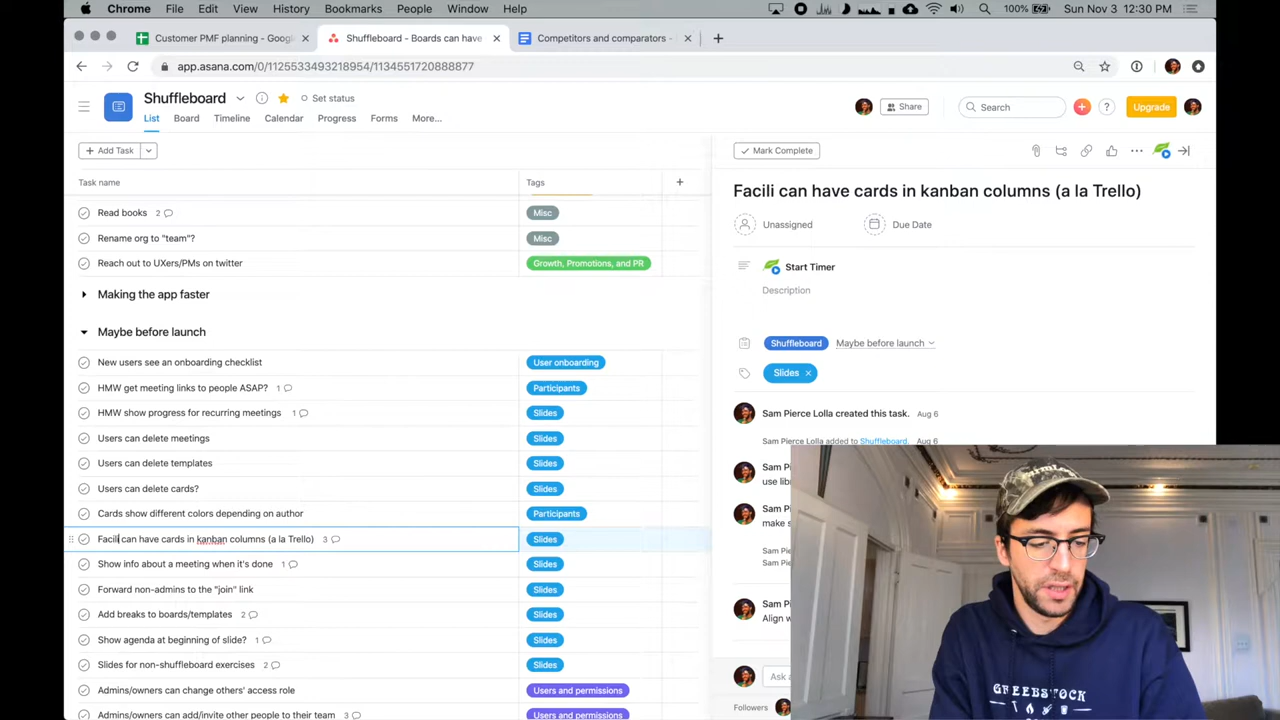 Chrome File Edit View History Bookmarks People Window Help 100% Sun Nov 3 12:30 PM
Customer PMF planning - Google
Shuffleboard - Boards can have
Competitors and comparators -
app.asana.com/0/1125533493218954/1134551720888877
Shuffleboard Set status
List Board Timeline Calendar Progress Forms More...
Share Search Upgrade
Add Task
Mark Complete
Task name Tags
Read books 2 Misc
Rename org to "team"? Misc
Reach out to UXers/PMs on twitter Growth, Promotions, and PR
Making the app faster
Maybe before launch
New users see an onboarding checklist User onboarding
HMW get meeting links to people ASAP? 1 Participants
HMW show progress for recurring meetings 1 Slides
Users can delete meetings Slides
Users can delete templates Slides
Users can delete cards? Slides
Cards show different colors depending on author Participants
Facili can have cards in kanban columns (a la Trello) 3 Slides
Show info about a meeting when it's done 1 Slides
Forward non-admins to the "join" link Slides
Add breaks to boards/templates 2 Slides
Show agenda at beginning of slide? 1 Slides
Slides for non-shuffleboard exercises 2 Slides
Admins/owners can change others' access role Users and permissions
Admins/owners can add/invite other people to their team 3 Users and permissions
Facili can have cards in kanban columns (a la Trello)
Unassigned Due Date
Start Timer
Description
Shuffleboard Maybe before launch
Slides
Sam Pierce Lolla created this task. Aug 6
Sam Pierce Lolla added to Shuffleboard. Aug 6
Sam
use
Sam
make s
Sam
Sam
Sam
Align
Ask a
Followers
GREEBSTOCK